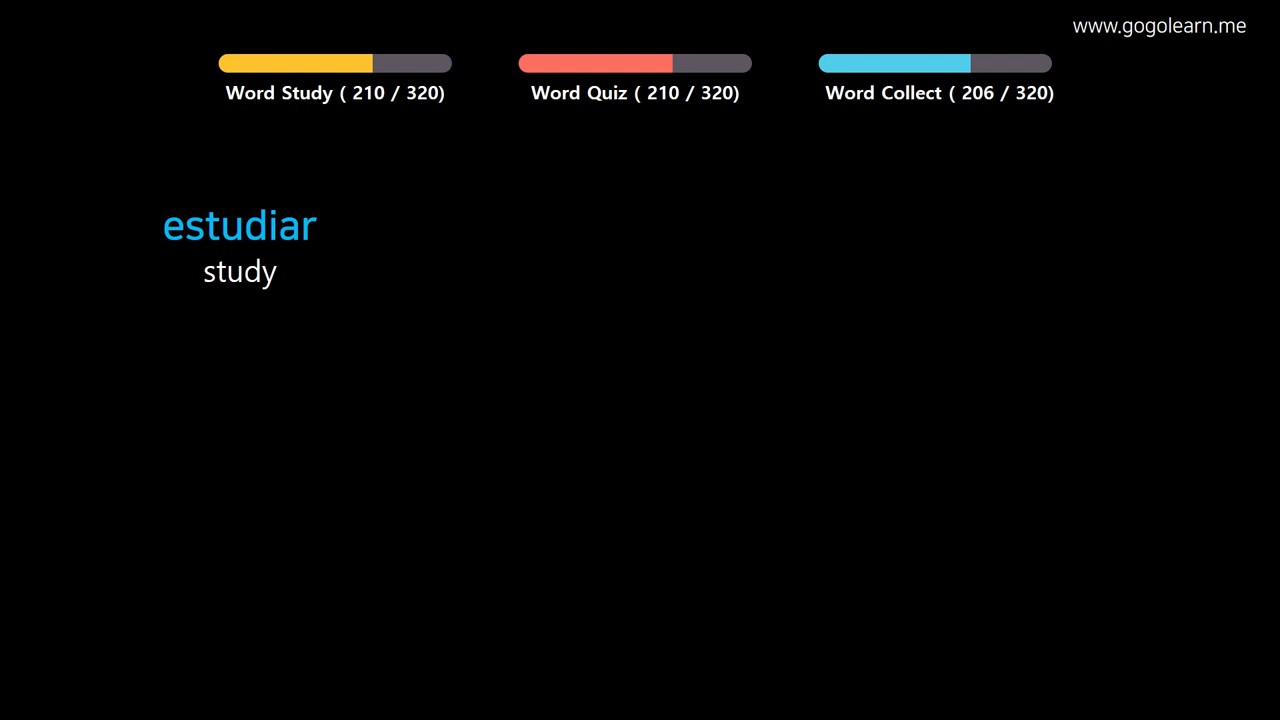 www.gogolearn.me
Word Study ( 210 / 320)
Word Quiz ( 210 / 320)
Word Collect ( 206 / 320)
estudiar
study